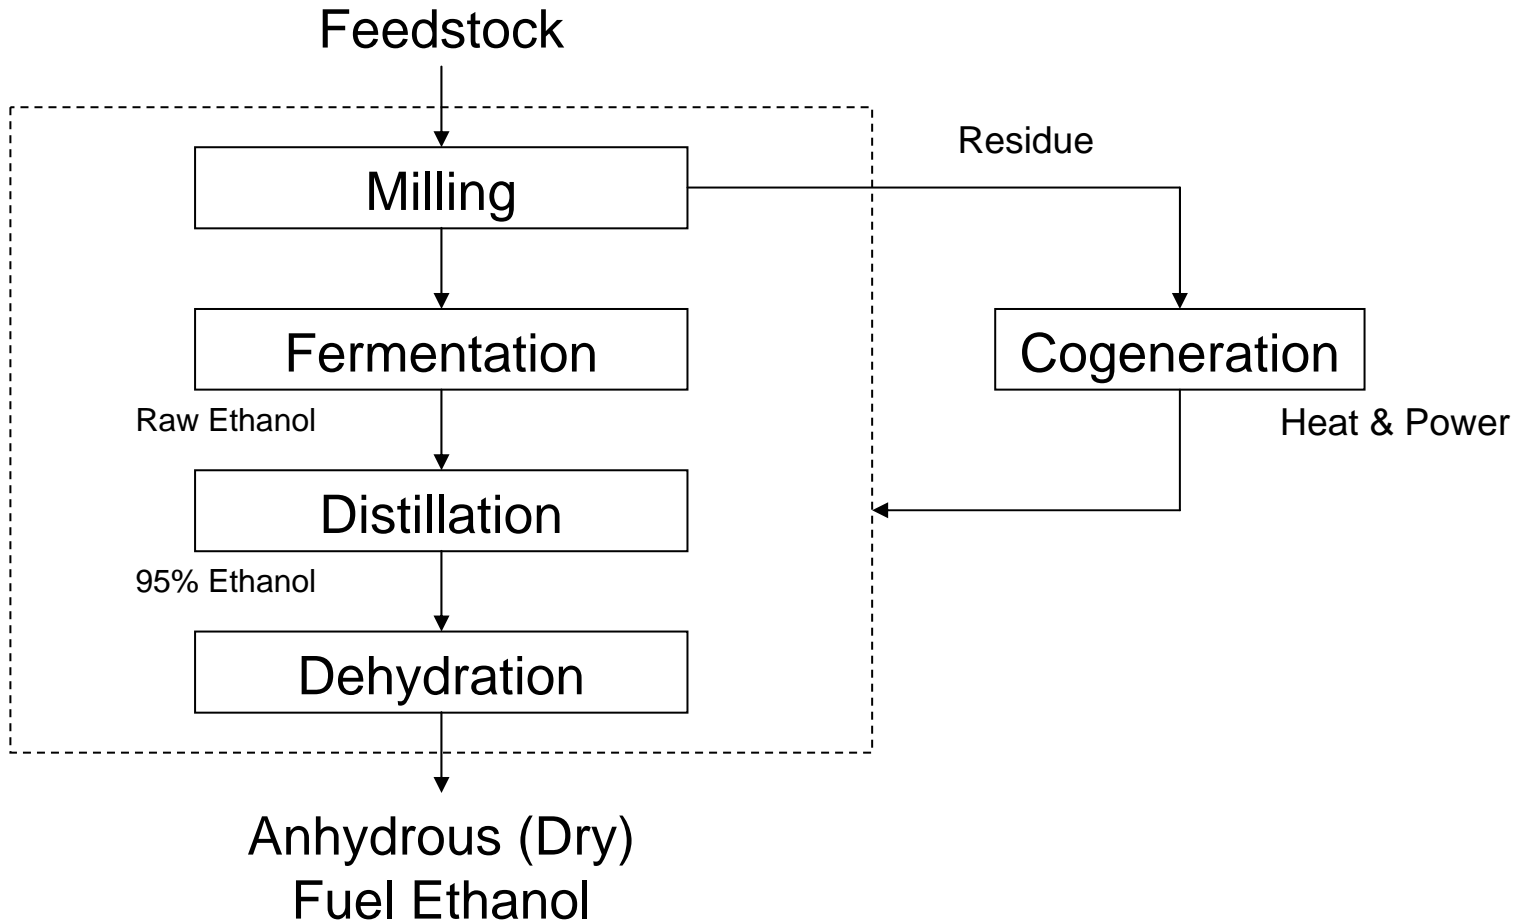 Feedstock
Residue
Milling
Fermentation
Cogeneration
Raw Ethanol
Heat & Power
Distillation
95% Ethanol
Dehydration
Anhydrous (Dry)
Fuel Ethanol